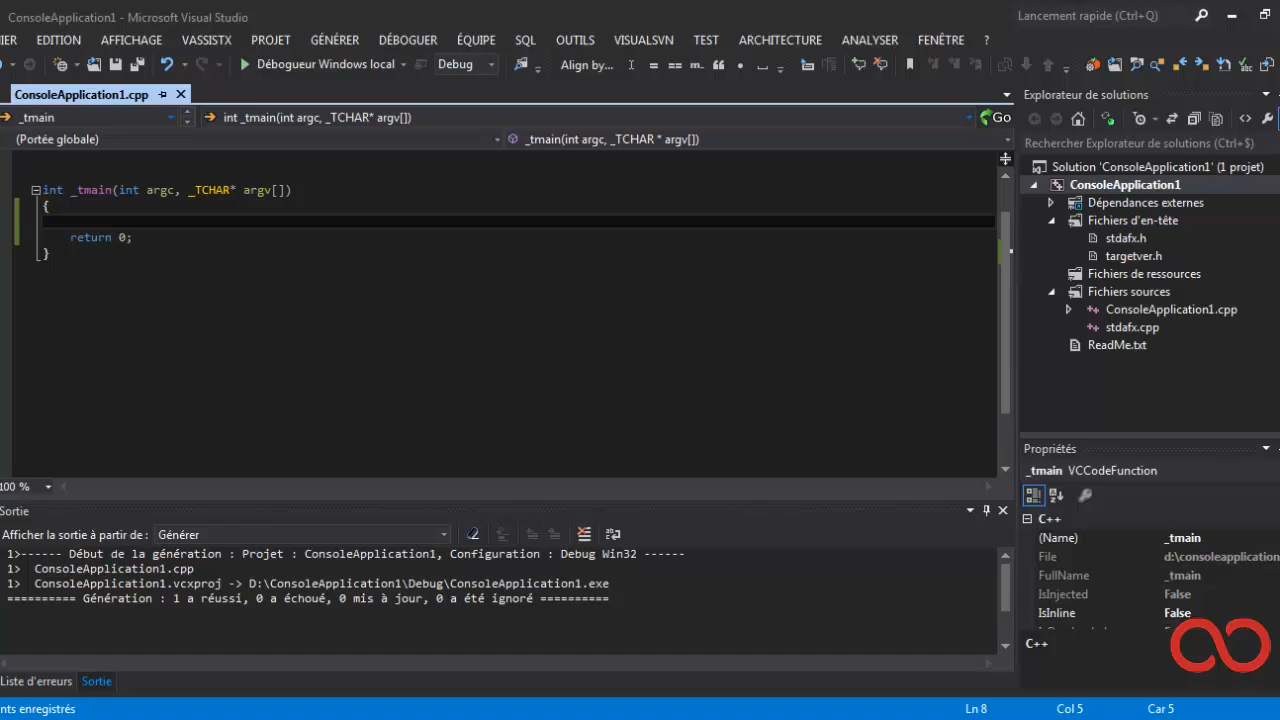 ConsoleApplication1 - Microsoft Visual Studio
Lancement rapide (Ctrl+Q)
IER EDITION AFFICHAGE VASSISTX PROJET GÉNÉRER DÉBOGUER ÉQUIPE SQL OUTILS VISUALSVN TEST ARCHITECTURE ANALYSER FENÊTRE ?
Débogueur Windows local Debug Align by...
ConsoleApplication1.cpp
_tmain
int _tmain(int argc, _TCHAR* argv[])
Go
(Portée globale)
_tmain(int argc, _TCHAR * argv[])
int _tmain(int argc, _TCHAR* argv[])
{
return 0;
}
100 %
Sortie
Afficher la sortie à partir de : Générer
1>------ Début de la génération : Projet : ConsoleApplication1, Configuration : Debug Win32 ------
1> ConsoleApplication1.cpp
1> ConsoleApplication1.vcxproj -> D:\ConsoleApplication1\Debug\ConsoleApplication1.exe
========== Génération : 1 a réussi, 0 a échoué, 0 mis à jour, 0 a été ignoré ==========
Liste d'erreurs Sortie
Explorateur de solutions
Rechercher Explorateur de solutions (Ctrl+$)
Solution 'ConsoleApplication1' (1 projet)
ConsoleApplication1
Dépendances externes
Fichiers d'en-tête
stdafx.h
targetver.h
Fichiers de ressources
Fichiers sources
ConsoleApplication1.cpp
stdafx.cpp
ReadMe.txt
Propriétés
_tmain VCCodeFunction
C++
(Name) _tmain
File d:\consoleapplication
FullName _tmain
IsInjected False
IsInline False
C++
nts enregistrés
Ln 8 Col 5 Car 5